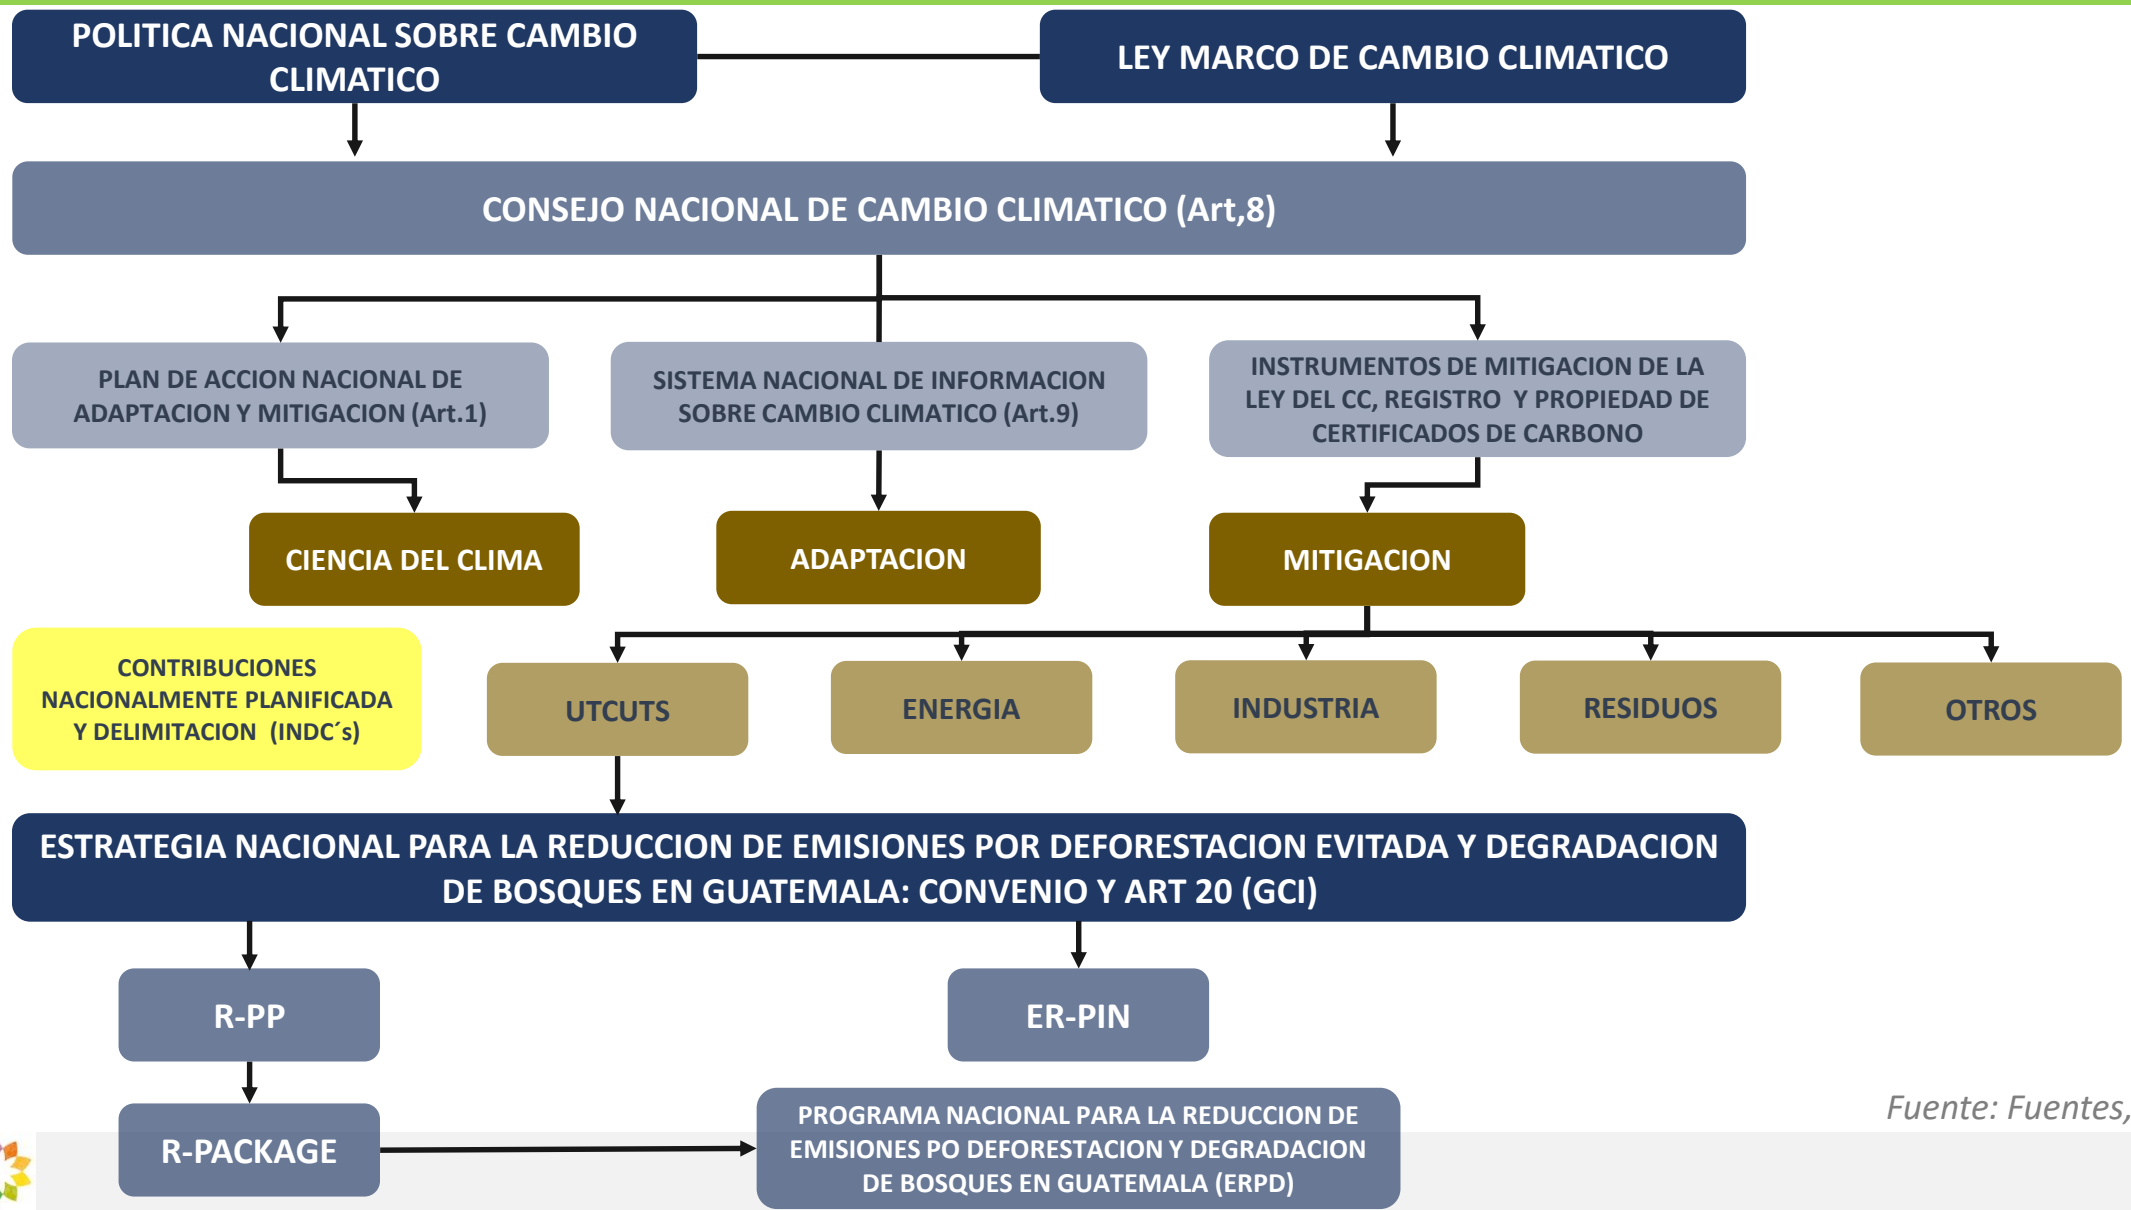 POLITICA NACIONAL SOBRE CAMBIO
CLIMATICO
LEY MARCO DE CAMBIO CLIMATICO
CONSEJO NACIONAL DE CAMBIO CLIMATICO (Art,8)
PLAN DE ACCION NACIONAL DE
ADAPTACION Y MITIGACION (Art.1)
SISTEMA NACIONAL DE INFORMACION
SOBRE CAMBIO CLIMATICO (Art.9)
INSTRUMENTOS DE MITIGACION DE LA
LEY DEL CC, REGISTRO Y PROPIEDAD DE
CERTIFICADOS DE CARBONO
CIENCIA DEL CLIMA
ADAPTACION
MITIGACION
CONTRIBUCIONES
NACIONALMENTE PLANIFICADA
Y DELIMITACION (INDC´s)
UTCUTS
ENERGIA
INDUSTRIA
RESIDUOS
OTROS
ESTRATEGIA NACIONAL PARA LA REDUCCION DE EMISIONES POR DEFORESTACION EVITADA Y DEGRADACION
DE BOSQUES EN GUATEMALA: CONVENIO Y ART 20 (GCI)
R-PP
ER-PIN
R-PACKAGE
PROGRAMA NACIONAL PARA LA REDUCCION DE
EMISIONES PO DEFORESTACION Y DEGRADACION
DE BOSQUES EN GUATEMALA (ERPD)
Fuente: Fuentes,